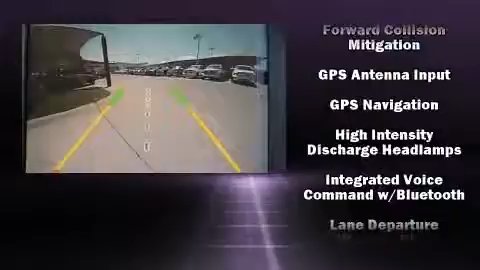 Forward Collision
Mitigation
GPS Antenna Input
GPS Navigation
High Intensity
Discharge Headlamps
Integrated Voice
Command w/Bluetooth
Lane Departure